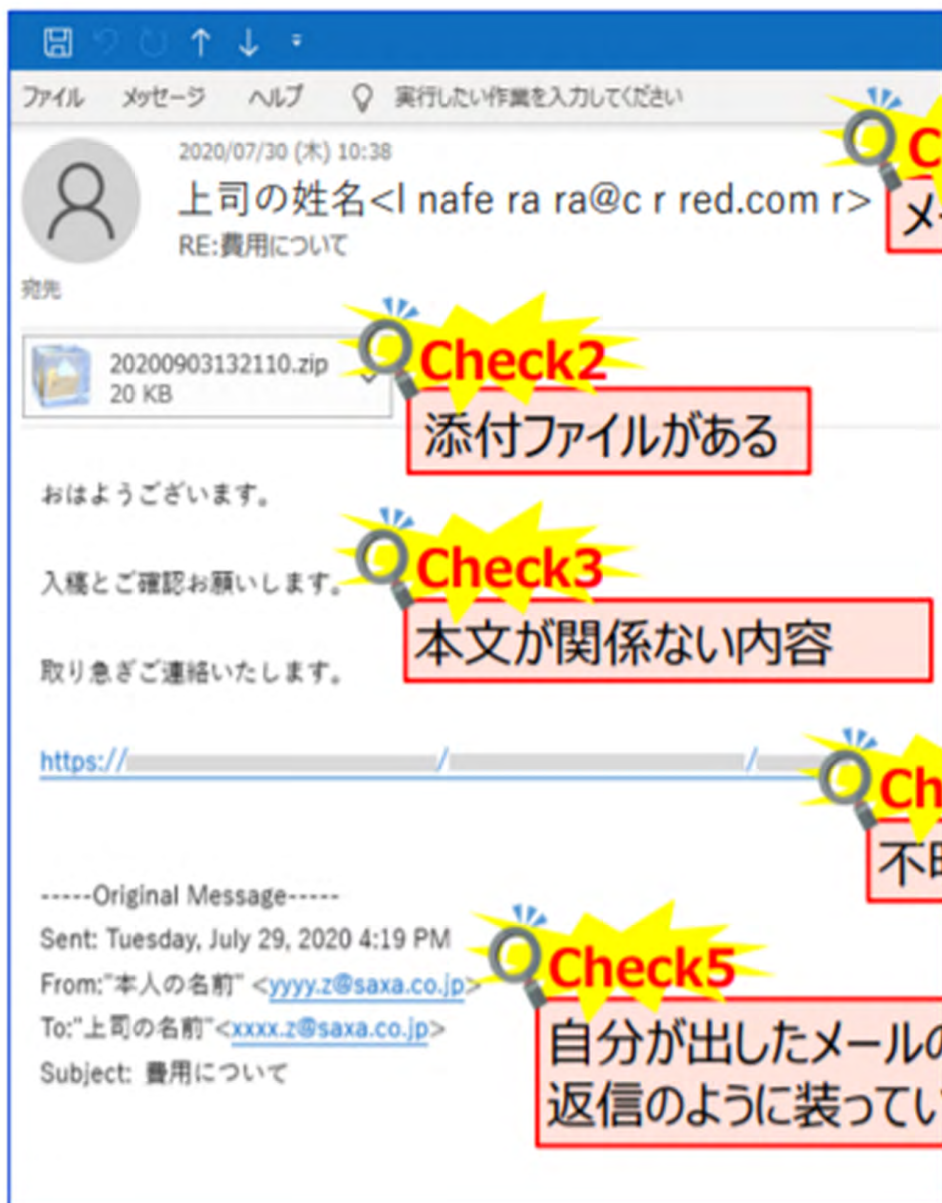 ファイル メッセージ ヘルプ 実行したい作業を入力してください
2020/07/30 (木) 10:38
上司の姓名<l nafe ra ra@c r red.com r>
RE:費用について
宛先
20200903132110.zip
20 KB
Check2
添付ファイルがある
おはようございます。
Check3
入稿とご確認お願いします。
本文が関係ない内容
取り急ぎご連絡いたします。
https:// / /
Ch
-----Original Message-----
Sent: Tuesday, July 29, 2020 4:19 PM
From:"本人の名前" <yyyy.z@saxa.co.jp>
Check5
To:"上司の名前"<xxxx.z@saxa.co.jp>
Subject: 費用について
自分が出したメールの
返信のように装ってい